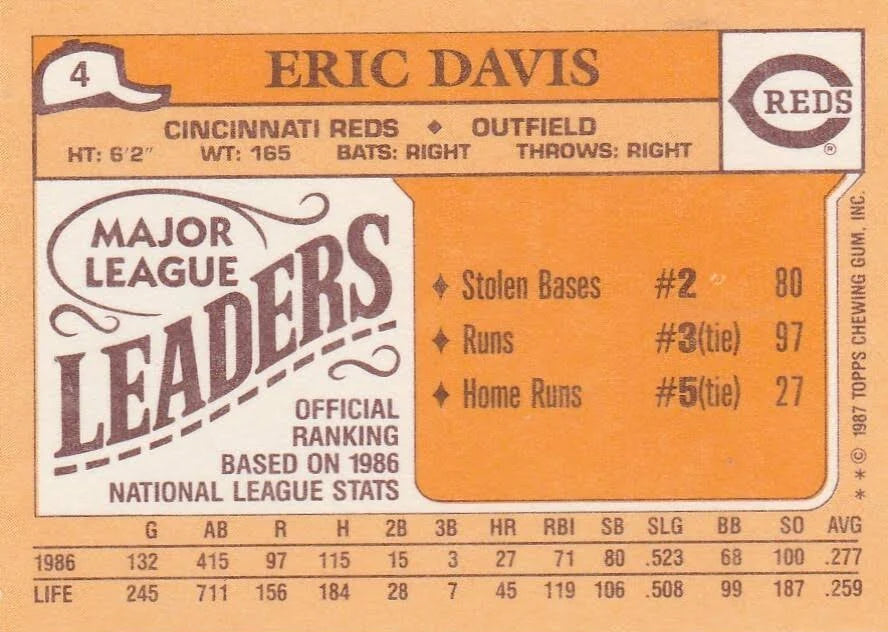 4
ERIC DAVIS
REDS
®
CINCINNATI REDS ♦ OUTFIELD
HT: 6'2" WT: 165 BATS: RIGHT THROWS: RIGHT
MAJOR
LEAGUE
LEADERS
OFFICIAL
RANKING
BASED ON 1986
NATIONAL LEAGUE STATS
♦ Stolen Bases #2 80
♦ Runs #3(tie) 97
♦ Home Runs #5(tie) 27
* * © 1987 TOPPS CHEWING GUM, INC.
G AB R H 2B 3B HR RBI SB SLG BB SO AVG
1986 132 415 97 115 15 3 27 71 80 .523 68 100 .277
LIFE 245 711 156 184 28 7 45 119 106 .508 99 187 .259